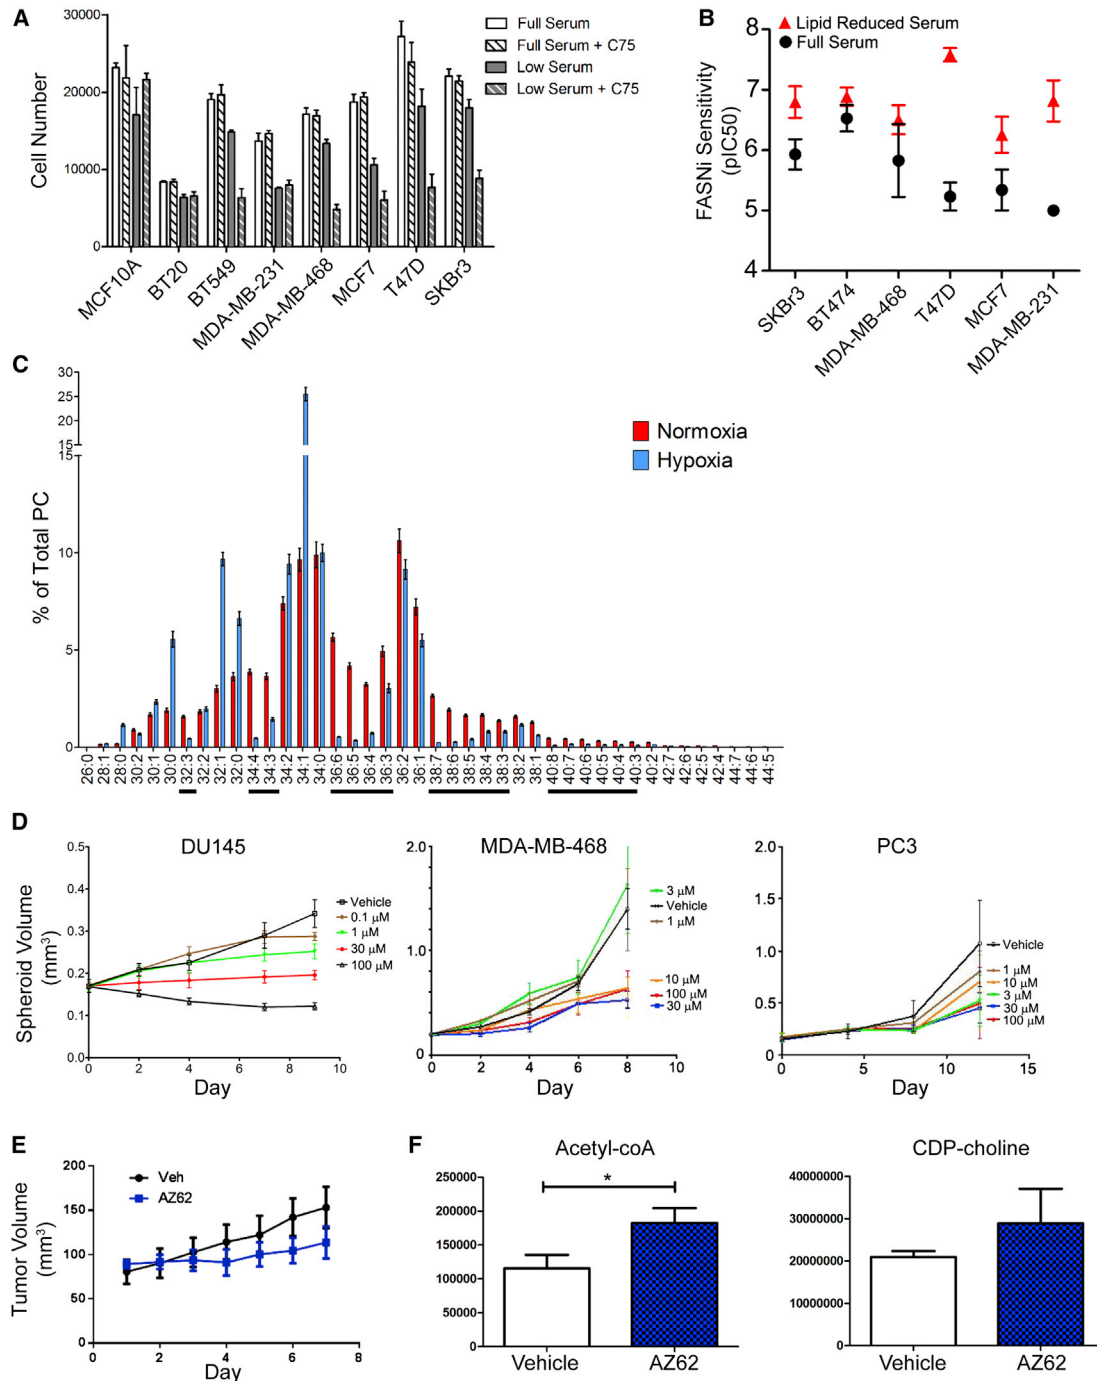 A
30000
20000
10000
0
Cell Number
Full Serum
Full Serum + C75
Low Serum
Low Serum + C75
MCF10A
BT20
BT549
MDA-MB-231
MDA-MB-468
MCF7
T47D
SKBr3
B
Lipid Reduced Serum
Full Serum
8
7
6
5
4
FASNi Sensitivity
(pIC50)
SKBr3
BT474
MDA-MB-468
T47D
MCF7
MDA-MB-231
C
30
25
20
15
15
10
5
0
% of Total PC
Normoxia
Hypoxia
26:0
28:1
28:0
30:2
30:1
30:0
32:3
32:2
32:1
32:0
34:4
34:3
34:2
34:1
34:0
36:6
36:5
36:4
36:3
36:2
36:1
38:7
38:6
38:5
38:4
38:3
38:2
38:1
40:8
40:7
40:6
40:5
40:4
40:3
40:2
42:7
42:6
42:5
42:4
44:7
44:6
44:5
D
DU145
0.5
0.4
0.3
0.2
0.1
0.0
Spheroid Volume
(mm³)
Vehicle
0.1 µM
1 µM
30 µM
100 µM
0 2 4 6 8 10
Day
MDA-MB-468
2.0
1.0
0.6
0.2
0
3 µM
Vehicle
1 µM
10 µM
100 µM
30 µM
0 2 4 6 8 10
Day
PC3
2.0
1.5
1.0
0.5
0
Vehicle
1 µM
10 µM
3 µM
30 µM
100 µM
0 5 10 15
Day
E
200
150
100
50
0
Tumor Volume
(mm³)
Veh
AZ62
0 2 4 6 8
Day
F
Acetyl-coA
250000
200000
150000
100000
50000
0
*
Vehicle AZ62
CDP-choline
40000000
30000000
20000000
10000000
0
Vehicle AZ62